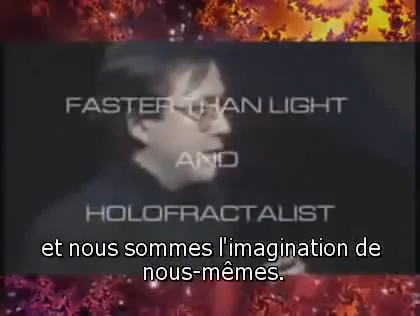 FASTER THAN LIGHT
AND
HOLOFRACTALIST
et nous sommes l'imagination de
nous-mêmes.